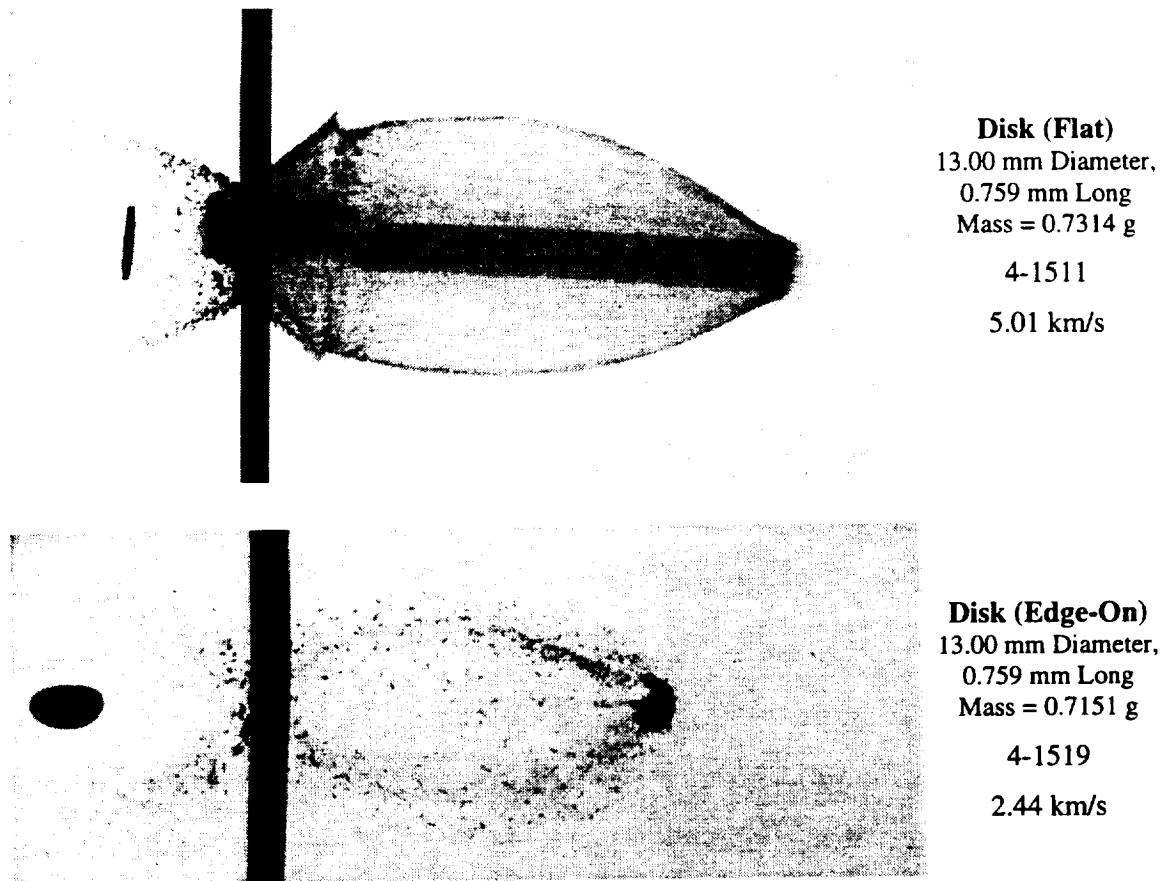 Disk (Flat)
13.00 mm Diameter,
0.759 mm Long
Mass = 0.7314 g
4-1511
5.01 km/s
Disk (Edge-On)
13.00 mm Diameter,
0.759 mm Long
Mass = 0.7151 g
4-1519
2.44 km/s